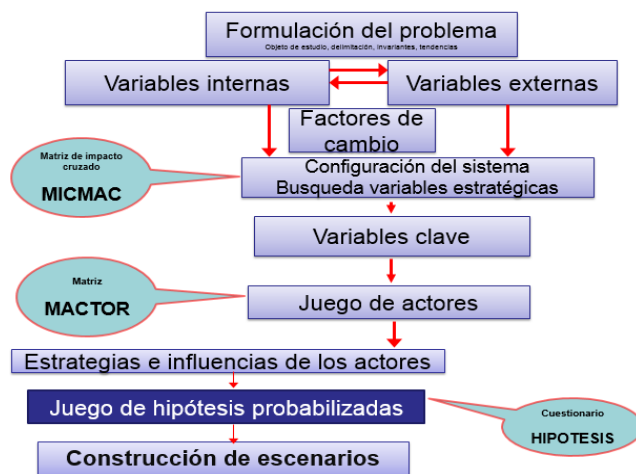 Formulación del problema
Objeto de estudio, delimitación, invariantes, tendencias
Variables internas
Variables externas
Factores de
cambio
Matriz de impacto
cruzado
MICMAC
Configuración del sistema
Busqueda variables estratégicas
Variables clave
Matriz
MACTOR
Juego de actores
Estrategias e influencias de los actores
Juego de hipótesis probabilizadas
Cuestionario
HIPOTESIS
Construcción de escenarios